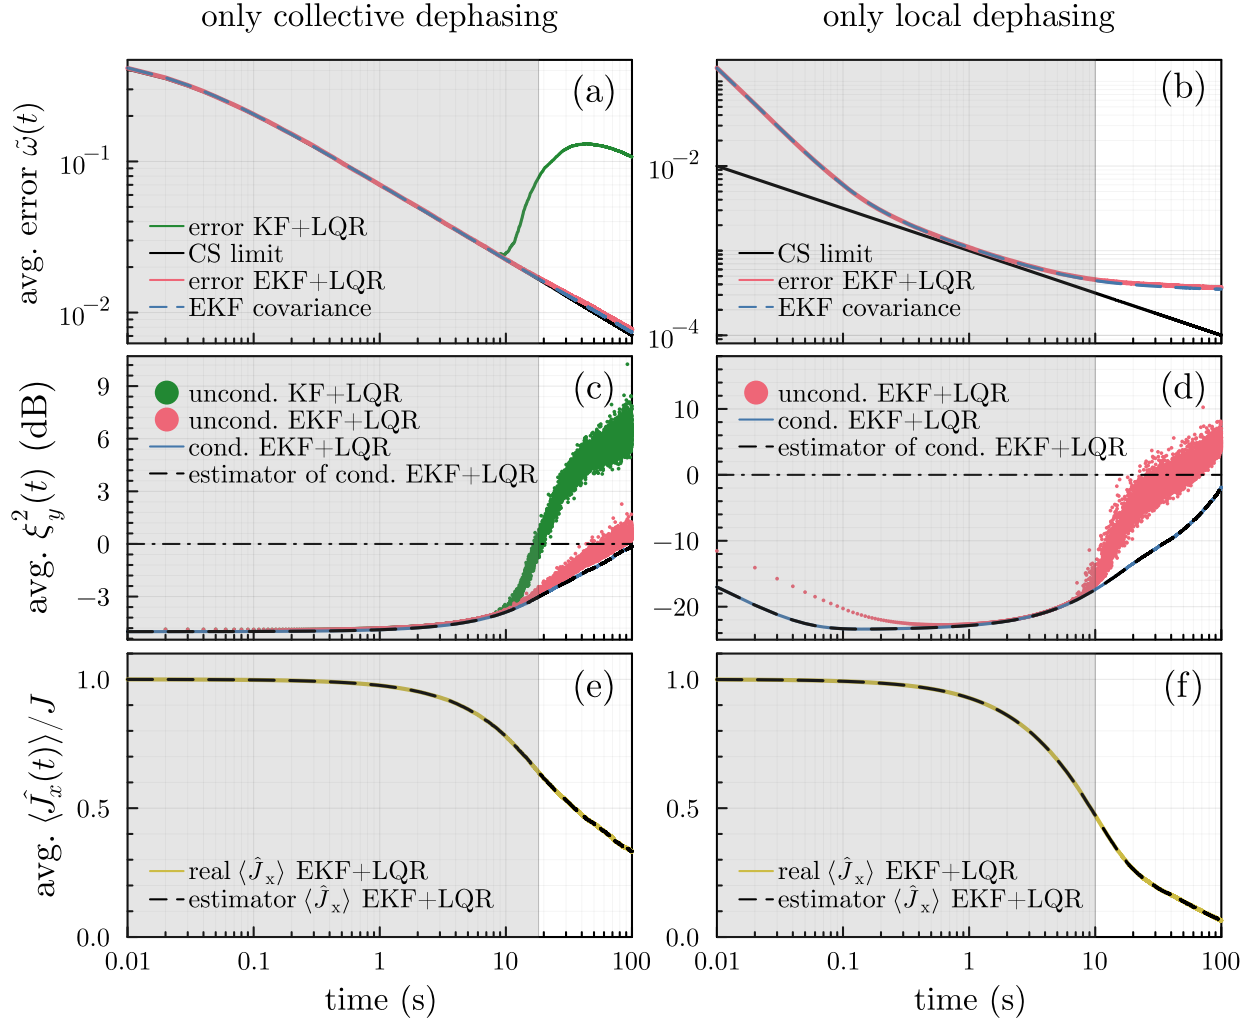 only collective dephasing
only local dephasing
avg. error ω̃(t)
10⁻¹
10⁻²
(a)
error KF+LQR
CS limit
error EKF+LQR
EKF covariance
10⁻²
10⁻⁴
(b)
CS limit
error EKF+LQR
EKF covariance
avg. ξ²_y(t) (dB)
9
6
3
0
−3
(c)
uncond. KF+LQR
uncond. EKF+LQR
cond. EKF+LQR
estimator of cond. EKF+LQR
10
0
−10
−20
(d)
uncond. EKF+LQR
cond. EKF+LQR
estimator of cond. EKF+LQR
avg. ⟨Ĵ_x(t)⟩/J
1.0
0.5
0.0
(e)
real ⟨Ĵ_x⟩ EKF+LQR
estimator ⟨Ĵ_x⟩ EKF+LQR
0.01 0.1 1 10 100
time (s)
1.0
0.5
0.0
(f)
real ⟨Ĵ_x⟩ EKF+LQR
estimator ⟨Ĵ_x⟩ EKF+LQR
0.01 0.1 1 10 100
time (s)